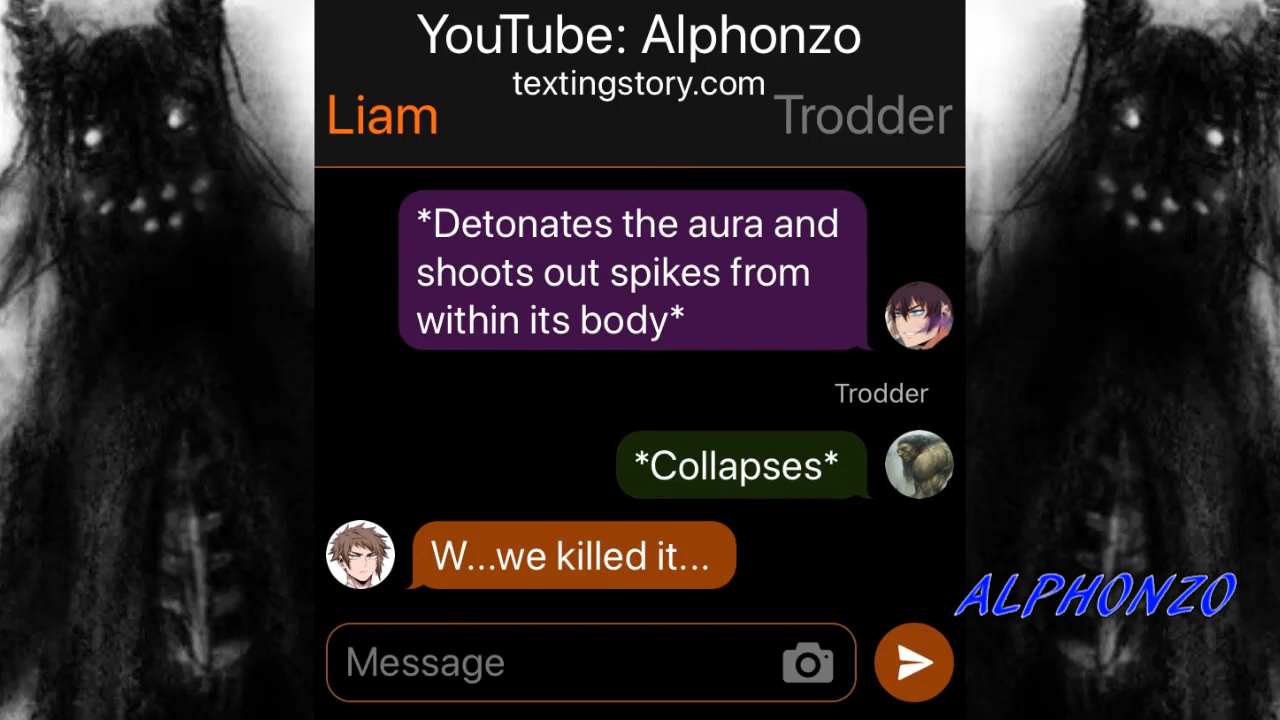 YouTube: Alphonzo
textingstory.com
Liam
Trodder
*Detonates the aura and
shoots out spikes from
within its body*
Trodder
*Collapses*
W...we killed it...
ALPHONZO
Message